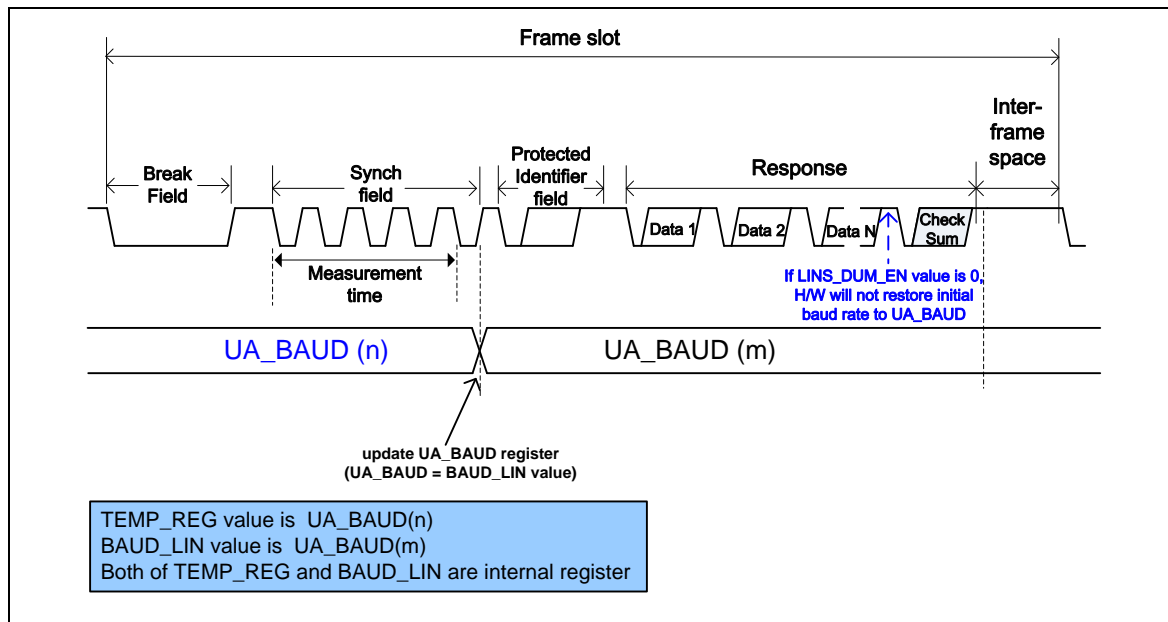 Frame slot
Inter-
frame
space
Break
Field
Synch
field
Protected
Identifier
field
Response
Data 1
Data 2
Data N
Check
Sum
Measurement
time
If LINS_DUM_EN value is 0,
H/W will not restore initial
baud rate to UA_BAUD
UA_BAUD (n)
UA_BAUD (m)
update UA_BAUD register
(UA_BAUD = BAUD_LIN value)
TEMP_REG value is UA_BAUD(n)
BAUD_LIN value is UA_BAUD(m)
Both of TEMP_REG and BAUD_LIN are internal register